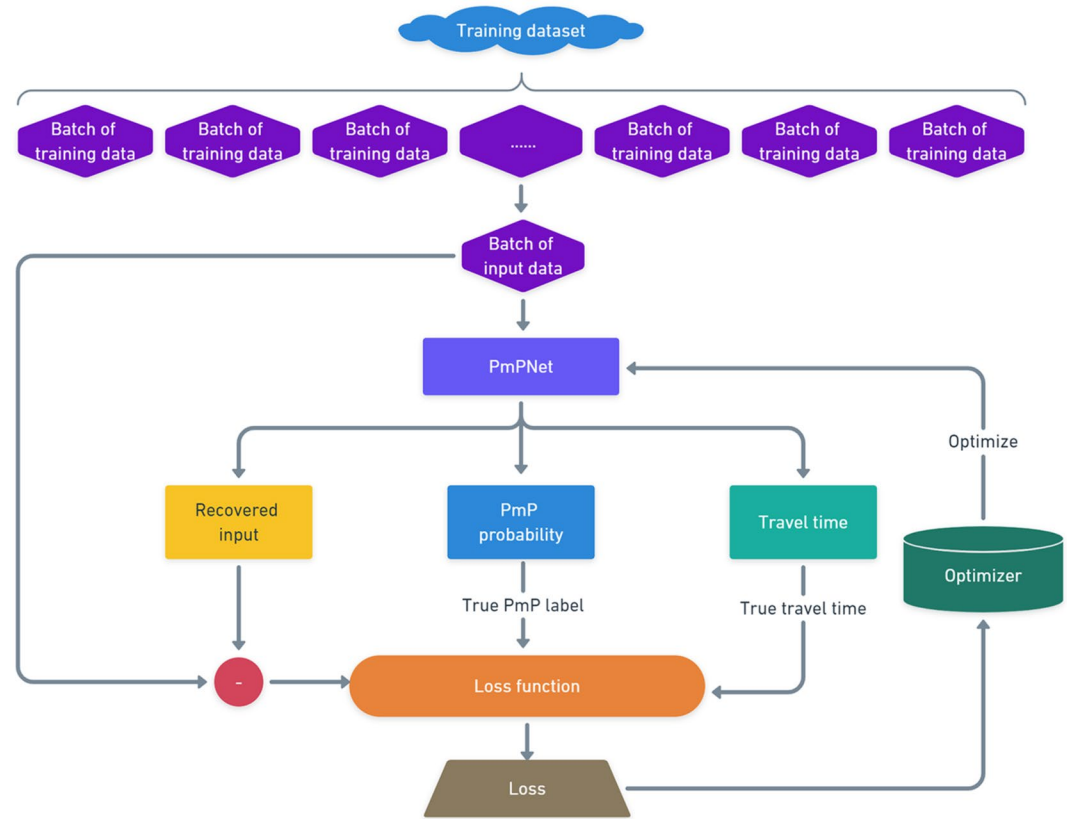 Training dataset
Batch of
training data
Batch of
training data
Batch of
training data
......
Batch of
training data
Batch of
training data
Batch of
training data
Batch of
input data
PmPNet
Optimize
Recovered
input
PmP
probability
Travel time
Optimizer
True PmP label
True travel time
-
Loss function
Loss